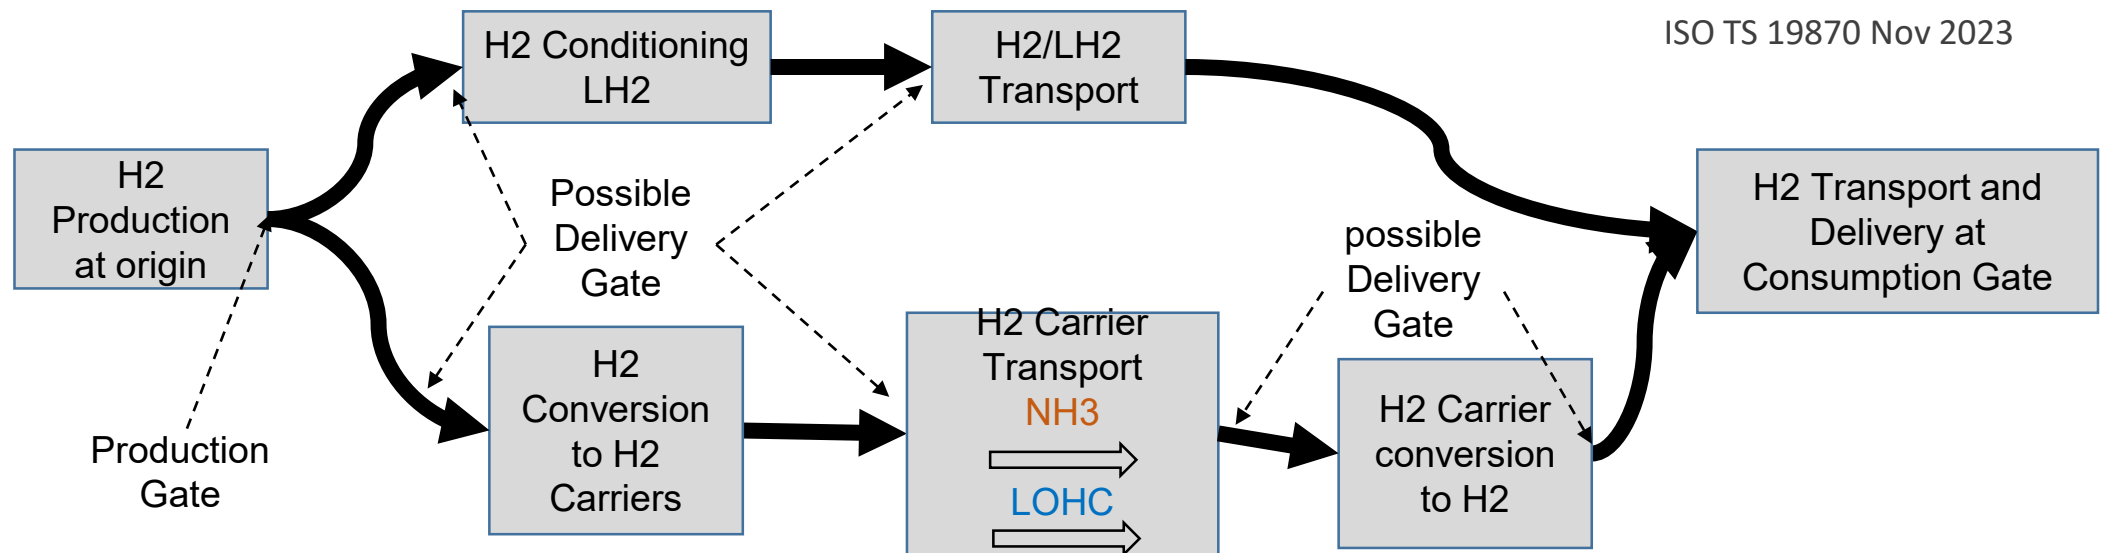 ISO TS 19870 Nov 2023
H2 Conditioning
LH2
H2/LH2
Transport
H2
Production
at origin
Possible
Delivery
Gate
possible
Delivery
Gate
H2 Transport and
Delivery at
Consumption Gate
Production
Gate
H2
Conversion
to H2
Carriers
H2 Carrier
Transport
NH3
LOHC
H2 Carrier
conversion
to H2